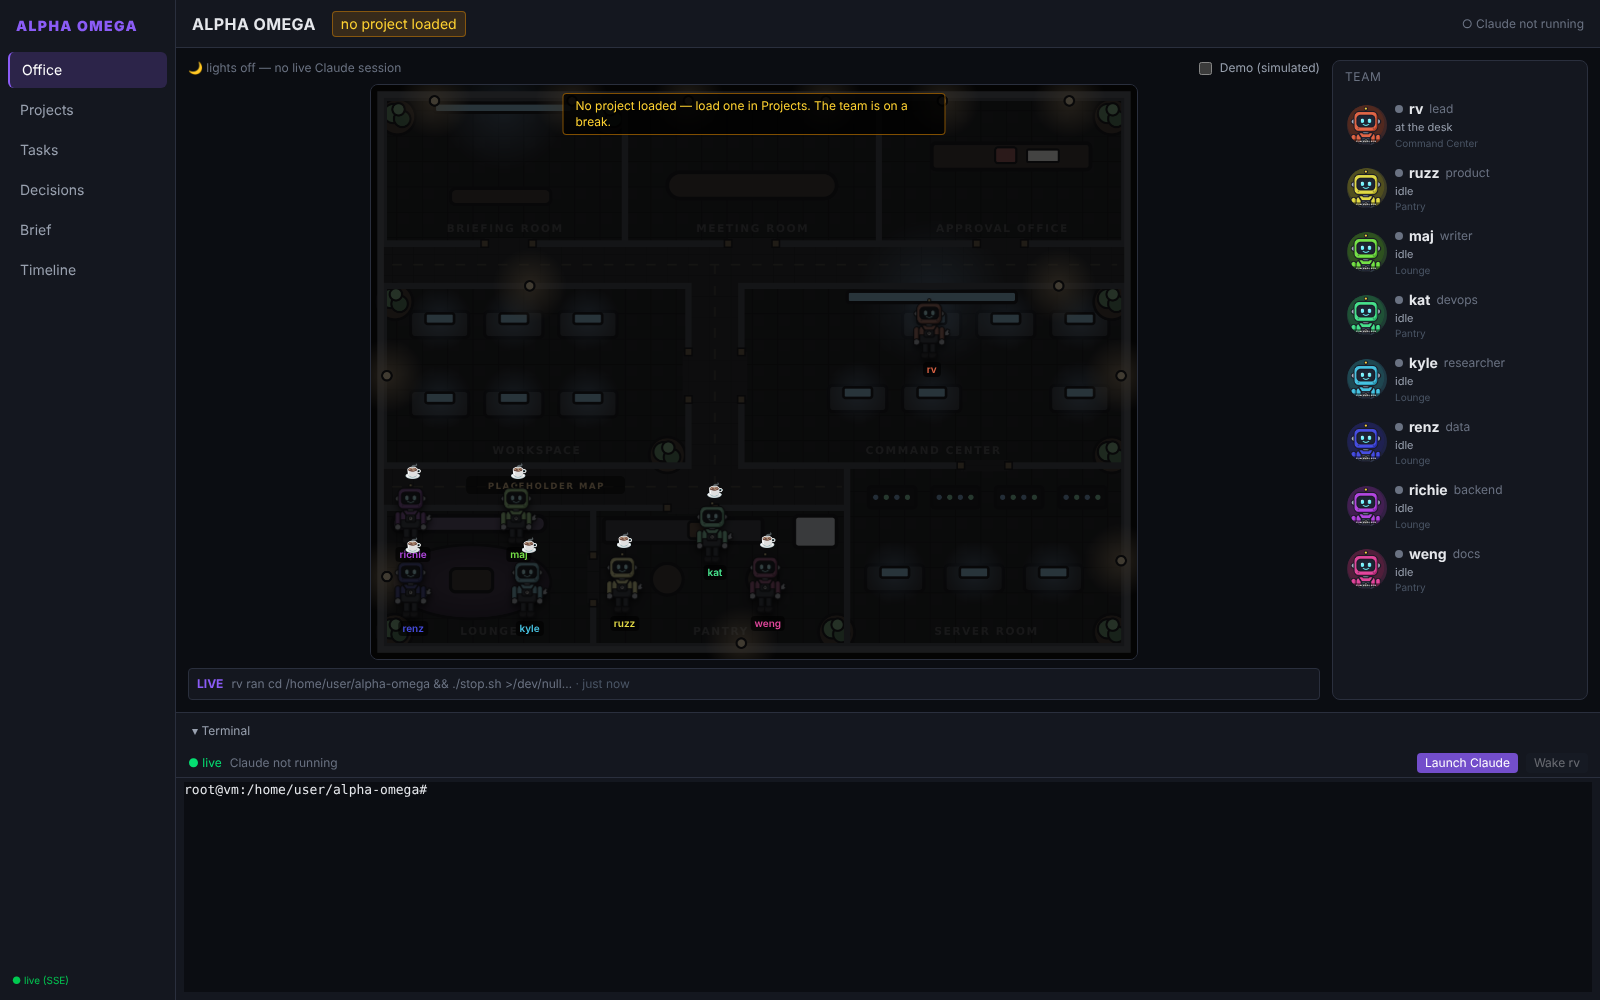 ALPHA OMEGA
Office
Projects
Tasks
Decisions
Brief
Timeline
live (SSE)
ALPHA OMEGA
no project loaded
Claude not running
lights off — no live Claude session
Demo (simulated)
No project loaded — load one in Projects. The team is on a
break.
BRIEFING ROOM
MEETING ROOM
APPROVAL OFFICE
rv
WORKSPACE
COMMAND CENTER
PLACEHOLDER MAP
richie
maj
kat
renz
LOUNGE
kyle
ruzz
PANTRY
weng
SERVER ROOM
LIVE rv ran cd /home/user/alpha-omega && ./stop.sh >/dev/null... · just now
TEAM
rv lead
at the desk
Command Center
ruzz product
idle
Pantry
maj writer
idle
Lounge
kat devops
idle
Pantry
kyle researcher
idle
Lounge
renz data
idle
Lounge
richie backend
idle
Lounge
weng docs
idle
Pantry
Terminal
live Claude not running
Launch Claude
Wake rv
root@vm:/home/user/alpha-omega#